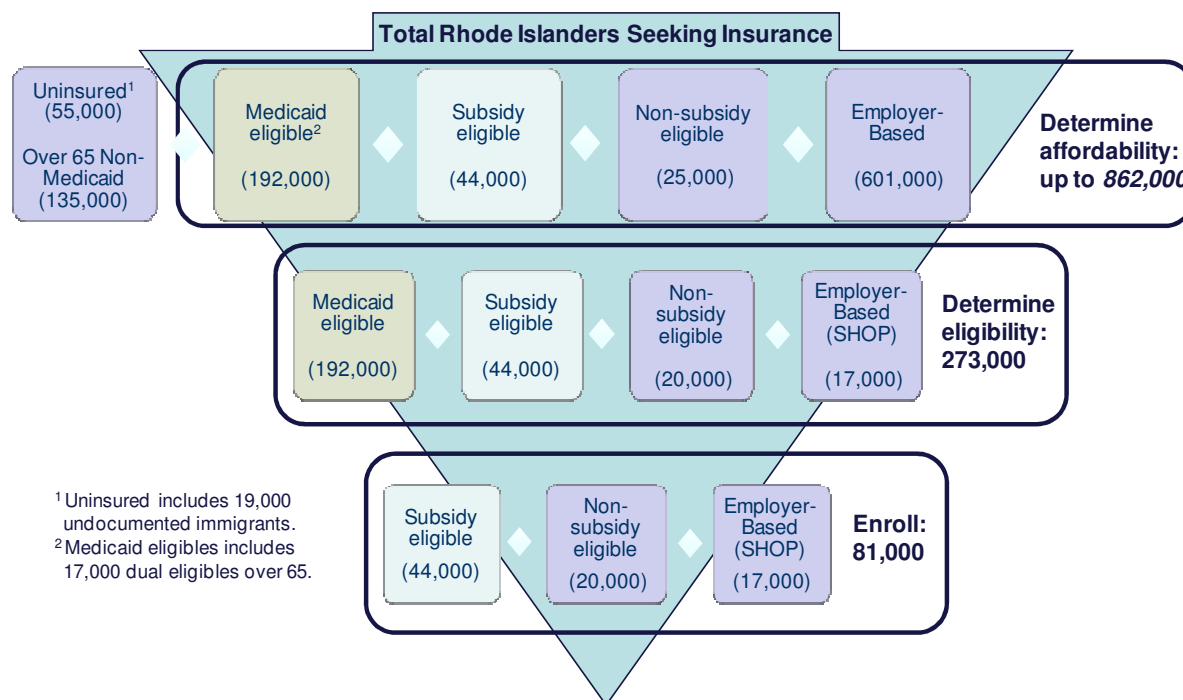 Total Rhode Islanders Seeking Insurance
Uninsured¹
(55,000)
Over 65 Non-
Medicaid
(135,000)
Medicaid
eligible²
(192,000)
Subsidy
eligible
(44,000)
Non-subsidy
eligible
(25,000)
Employer-
Based
(601,000)
Determine
affordability:
up to 862,000
Medicaid
eligible
(192,000)
Subsidy
eligible
(44,000)
Non-
subsidy
eligible
(20,000)
Employer-
Based
(SHOP)
(17,000)
Determine
eligibility:
273,000
Subsidy
eligible
(44,000)
Non-
subsidy
eligible
(20,000)
Employer-
Based
(SHOP)
(17,000)
Enroll:
81,000
¹ Uninsured includes 19,000
undocumented immigrants.
² Medicaid eligibles includes
17,000 dual eligibles over 65.